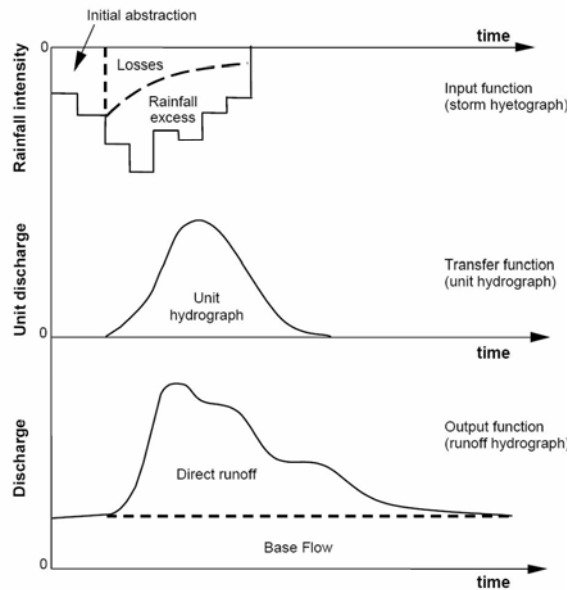 Initial abstraction
0
time
Losses
Rainfall
excess
Rainfall intensity
Input function
(storm hyetograph)
Unit discharge
Transfer function
(unit hydrograph)
Unit
hydrograph
0
time
Discharge
Output function
(runoff hydrograph)
Direct runoff
Base Flow
0
time